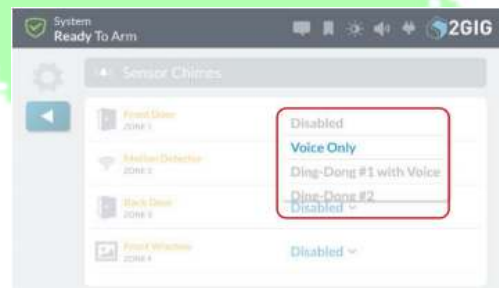 System
Ready To Arm
2GIG
Sensor Chimes
Front Door
ZONE 1
Disabled
Voice Only
Motion Detector
ZONE 2
Ding-Dong #1 with Voice
Ding-Dong #2
Back Door
ZONE 3
Disabled
Front Window
ZONE 4
Disabled